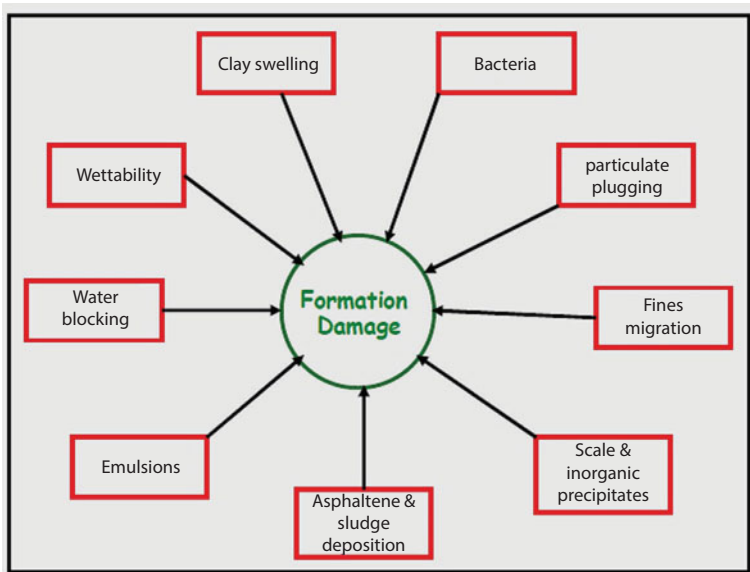 Clay swelling
Bacteria
Wettability
particulate
plugging
Formation
Damage
Water
blocking
Fines
migration
Emulsions
Scale &
inorganic
precipitates
Asphaltene &
sludge
deposition